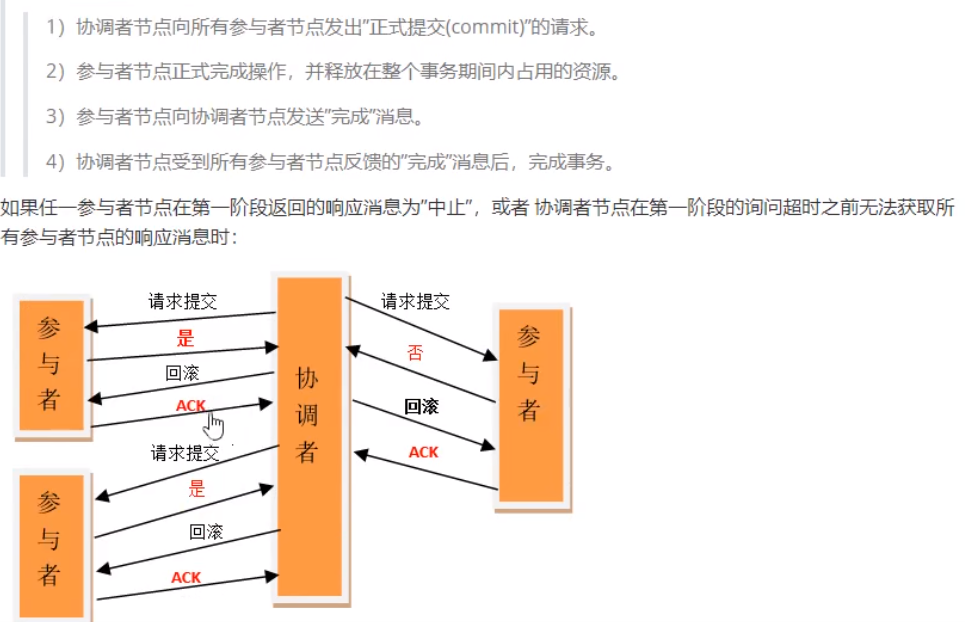 1）协调者节点向所有参与者节点发出”正式提交(commit)”的请求。
2）参与者节点正式完成操作，并释放在整个事务期间内占用的资源。
3）参与者节点向协调者节点发送”完成”消息。
4）协调者节点受到所有参与者节点反馈的”完成”消息后，完成事务。
如果任一参与者节点在第一阶段返回的响应消息为”中止”，或者 协调者节点在第一阶段的询问超时之前无法获取所
有参与者节点的响应消息时：
参与者
请求提交
是
回滚
ACK
协调者
请求提交
否
回滚
ACK
参与者
参与者
请求提交
是
回滚
ACK